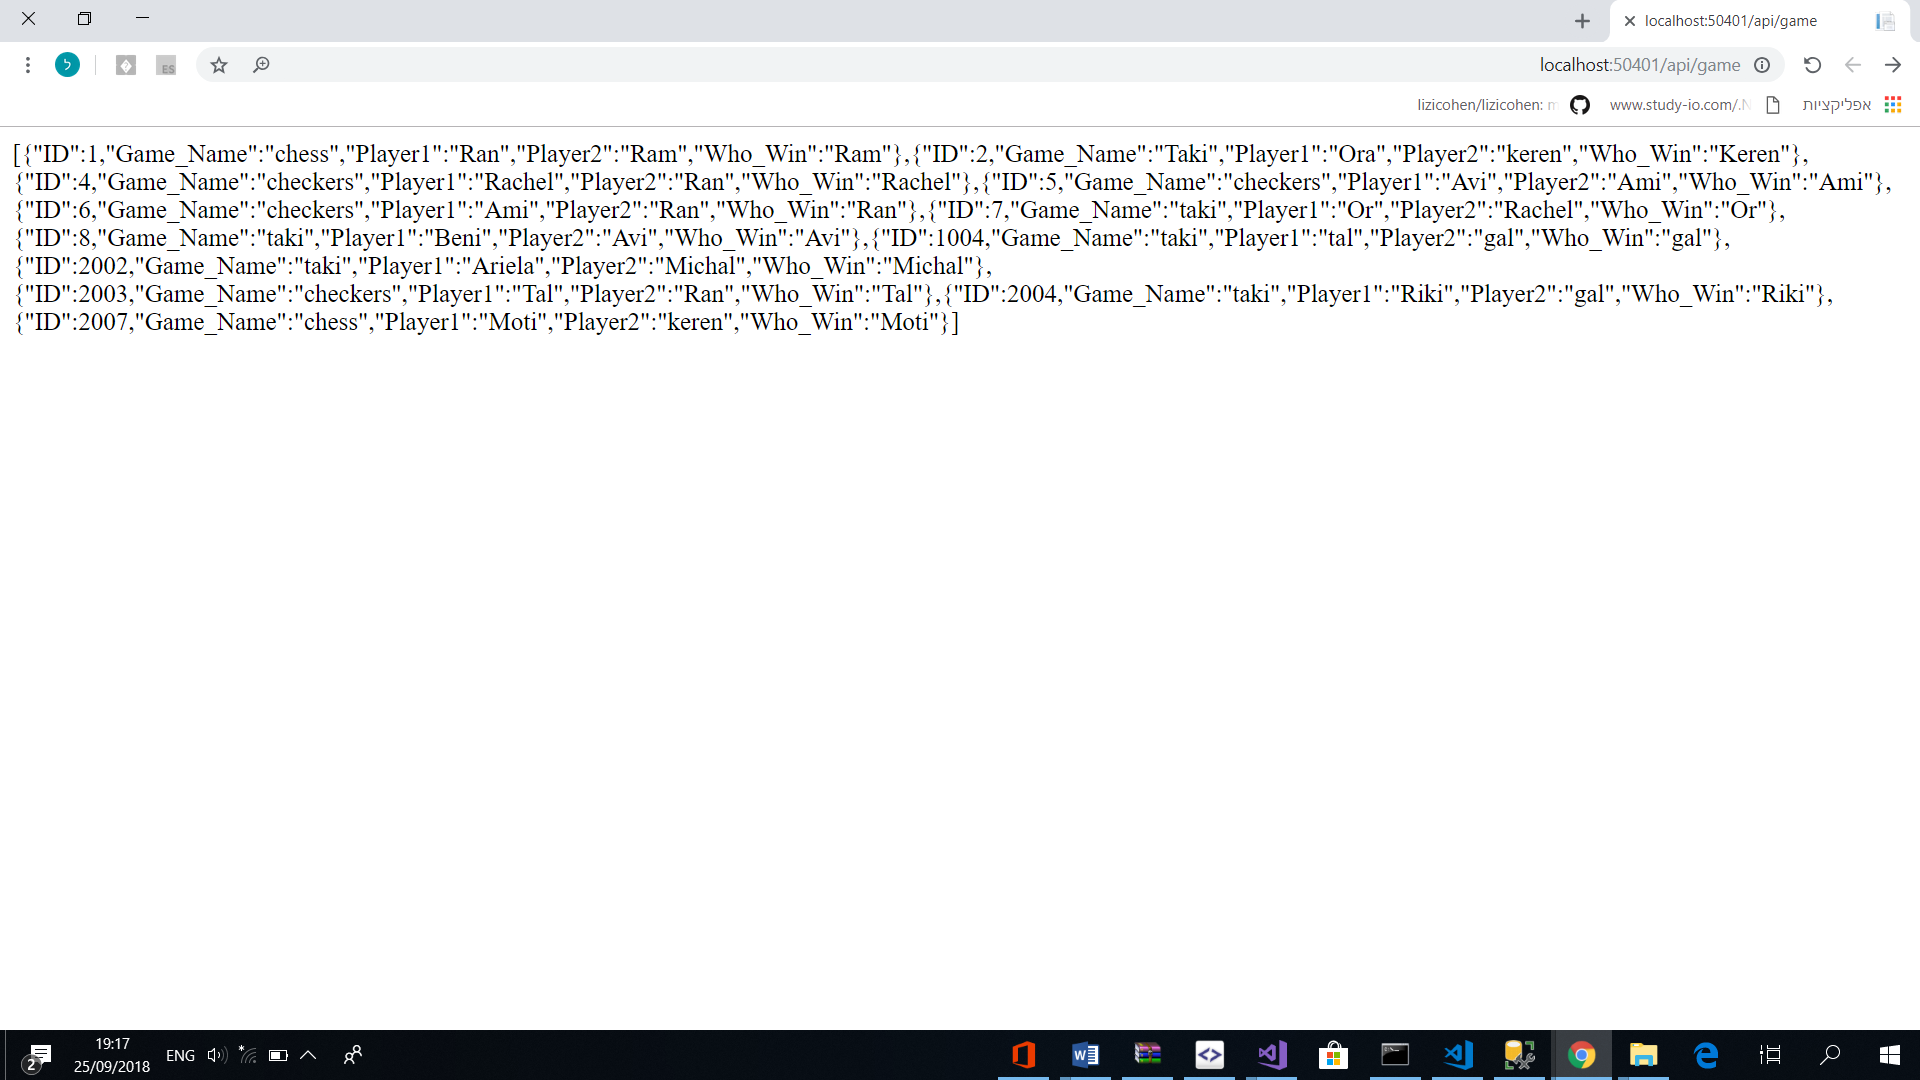 localhost:50401/api/game
ES
localhost:50401/api/game
lizicohen/lizicohen:
www.study-io.com/.N
אפליקציות
[{"ID":1,"Game_Name":"chess","Player1":"Ran","Player2":"Ram","Who_Win":"Ram"},{"ID":2,"Game_Name":"Taki","Player1":"Ora","Player2":"keren","Who_Win":"Keren"},
{"ID":4,"Game_Name":"checkers","Player1":"Rachel","Player2":"Ran","Who_Win":"Rachel"},{"ID":5,"Game_Name":"checkers","Player1":"Avi","Player2":"Ami","Who_Win":"Ami"},
{"ID":6,"Game_Name":"checkers","Player1":"Ami","Player2":"Ran","Who_Win":"Ran"},{"ID":7,"Game_Name":"taki","Player1":"Or","Player2":"Rachel","Who_Win":"Or"},
{"ID":8,"Game_Name":"taki","Player1":"Beni","Player2":"Avi","Who_Win":"Avi"},{"ID":1004,"Game_Name":"taki","Player1":"tal","Player2":"gal","Who_Win":"gal"},
{"ID":2002,"Game_Name":"taki","Player1":"Ariela","Player2":"Michal","Who_Win":"Michal"},
{"ID":2003,"Game_Name":"checkers","Player1":"Tal","Player2":"Ran","Who_Win":"Tal"},{"ID":2004,"Game_Name":"taki","Player1":"Riki","Player2":"gal","Who_Win":"Riki"},
{"ID":2007,"Game_Name":"chess","Player1":"Moti","Player2":"keren","Who_Win":"Moti"}]
2
19:17
25/09/2018
ENG